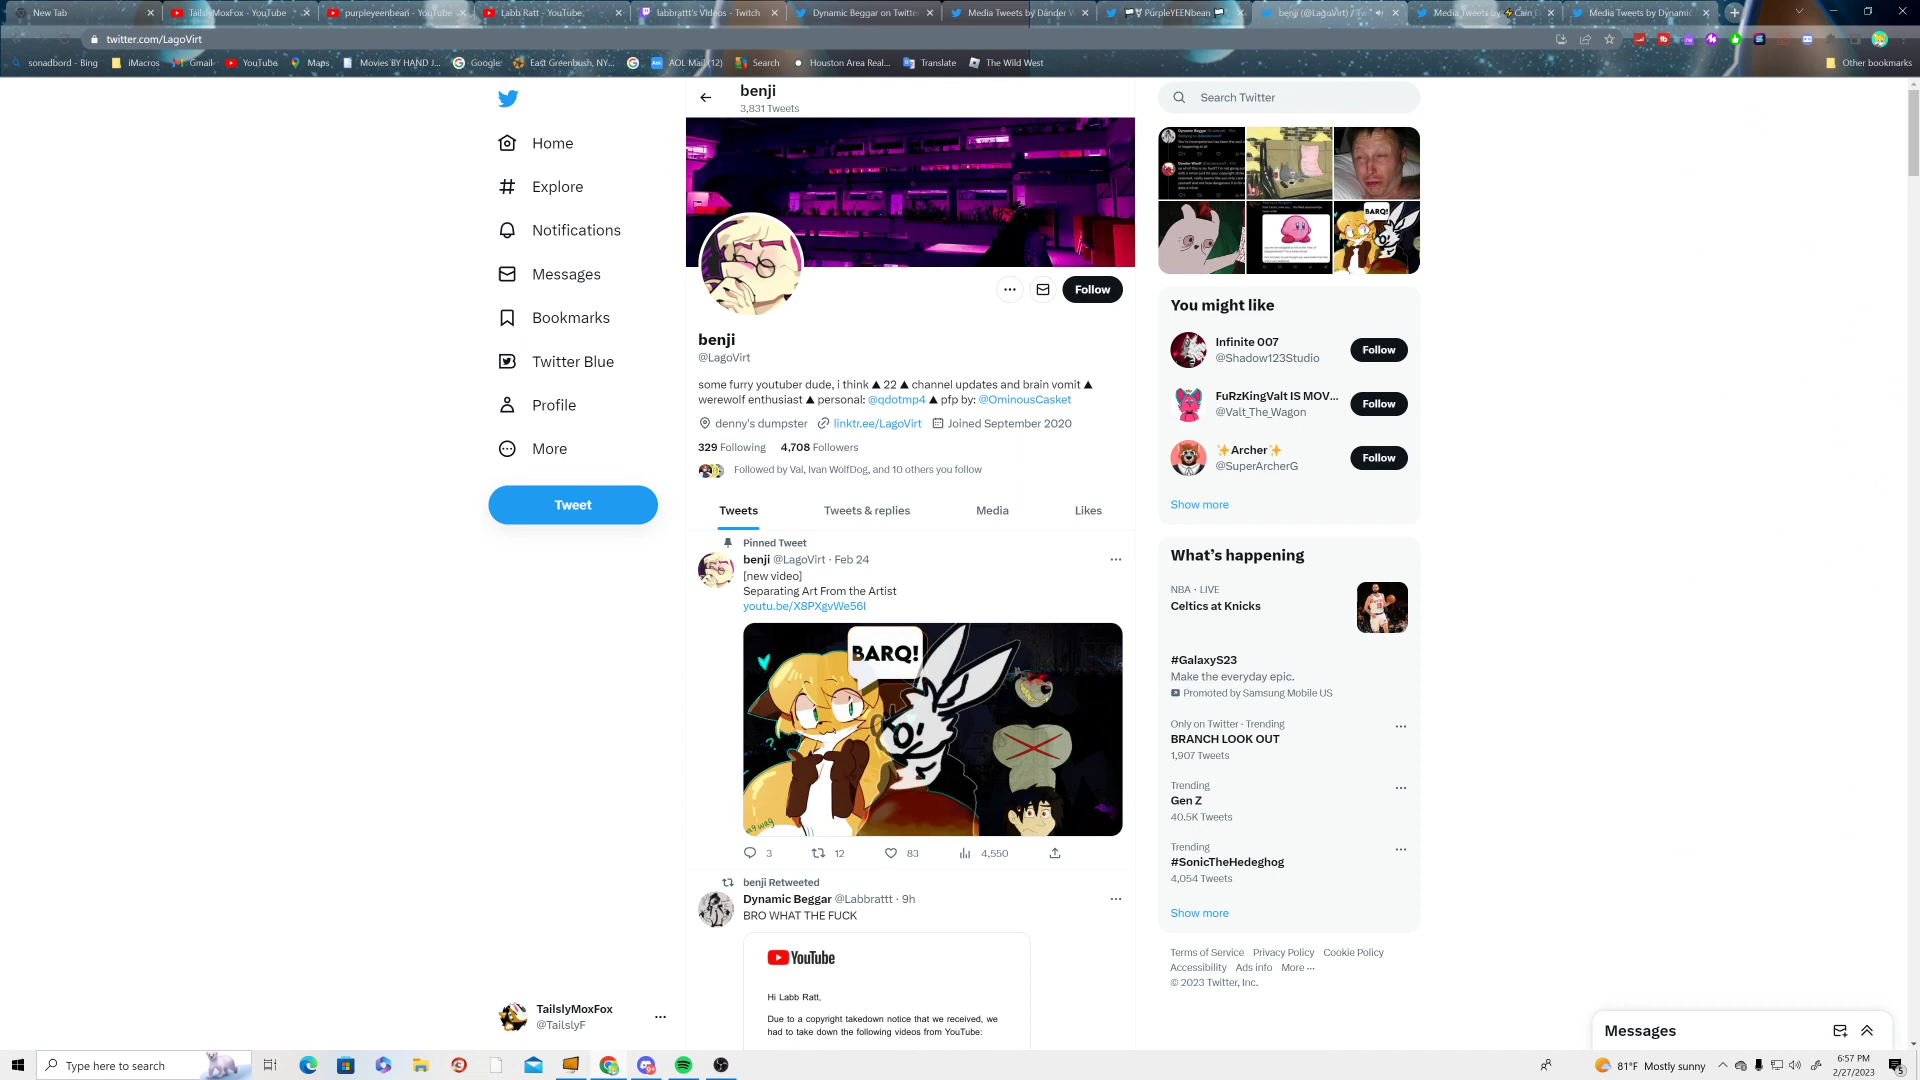 New Tab
TailslyMoxFox - YouTube
purpleyeenbean - YouTube
Labb Ratt - YouTube
labbrattt's Videos - Twitch
Dynamic Beggar on Twitter
Media Tweets by Dander W
PurpleYEENbean
benji (@LagoVirt) / Tw
Media Tweets by Cain D
Media Tweets by Dynamic
twitter.com/LagoVirt
sonadbord - Bing
iMacros
Gmail
YouTube
Maps
Movies BY HAND J...
Google
East Greenbush, NY...
AOL Mail (12)
Search
Houston Area Real...
Translate
The Wild West
Other bookmarks
benji
3,831 Tweets
Search Twitter
Home
Explore
Notifications
Messages
Bookmarks
Twitter Blue
Profile
More
Tweet
Follow
benji
@LagoVirt
some furry youtuber dude, i think ▲ 22 ▲ channel updates and brain vomit ▲
werewolf enthusiast ▲ personal: @qdotmp4 ▲ pfp by: @OminousCasket
denny's dumpster linktr.ee/LagoVirt Joined September 2020
329 Following 4,708 Followers
Followed by Val, Ivan WolfDog, and 10 others you follow
Tweets
Tweets & replies
Media
Likes
Pinned Tweet
benji @LagoVirt · Feb 24
[new video]
Separating Art From the Artist
youtu.be/X8PXgvWe56I
BARQ!
3
12
83
4,550
benji Retweeted
Dynamic Beggar @Labbrattt · 9h
BRO WHAT THE FUCK
YouTube
Hi Labb Ratt,
Due to a copyright takedown notice that we received, we
had to take down the following videos from YouTube:
BARQ!
You might like
Infinite 007
@Shadow123Studio
Follow
FuRzKingValt IS MOV...
@Valt_The_Wagon
Follow
✨Archer✨
@SuperArcherG
Follow
Show more
What's happening
NBA · LIVE
Celtics at Knicks
#GalaxyS23
Make the everyday epic.
Promoted by Samsung Mobile US
Only on Twitter · Trending
BRANCH LOOK OUT
1,907 Tweets
Trending
Gen Z
40.5K Tweets
Trending
#SonicTheHedeghog
4,054 Tweets
Show more
Terms of Service Privacy Policy Cookie Policy
Accessibility Ads info More ···
© 2023 Twitter, Inc.
TailslyMoxFox
@TailslyF
Messages
Type here to search
81°F Mostly sunny
6:57 PM
2/27/2023
5